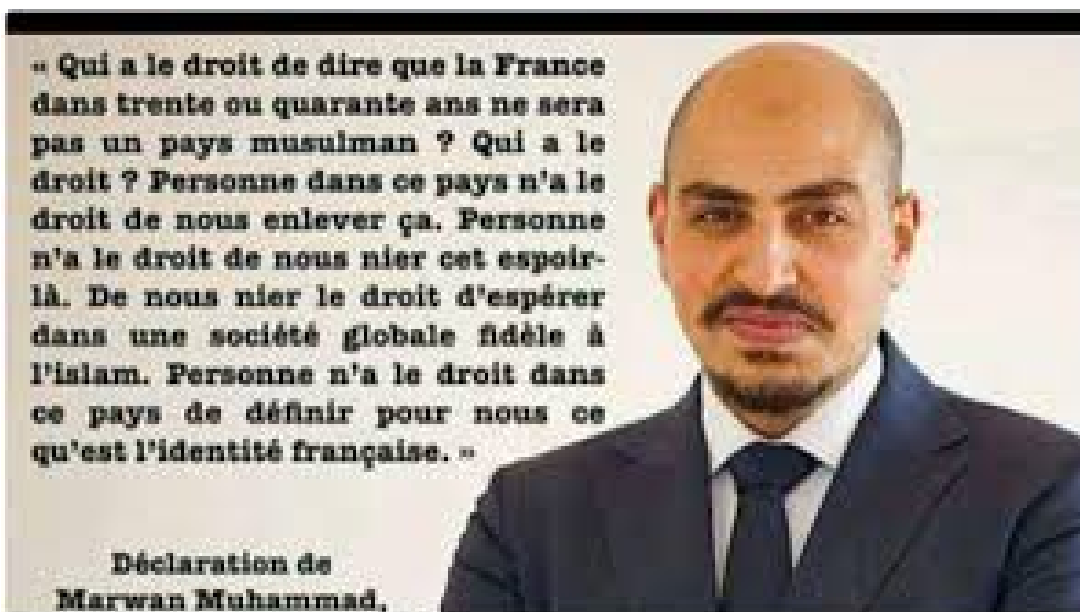 « Qui a le droit de dire que la France
dans trente ou quarante ans ne sera
pas un pays musulman ? Qui a le
droit ? Personne dans ce pays n'a le
droit de nous enlever ça. Personne
n'a le droit de nous nier cet espoir-
là. De nous nier le droit d'espérer
dans une société globale fidèle à
l'islam. Personne n'a le droit dans
ce pays de définir pour nous ce
qu'est l'identité française. »
Déclaration de
Marwan Muhammad,